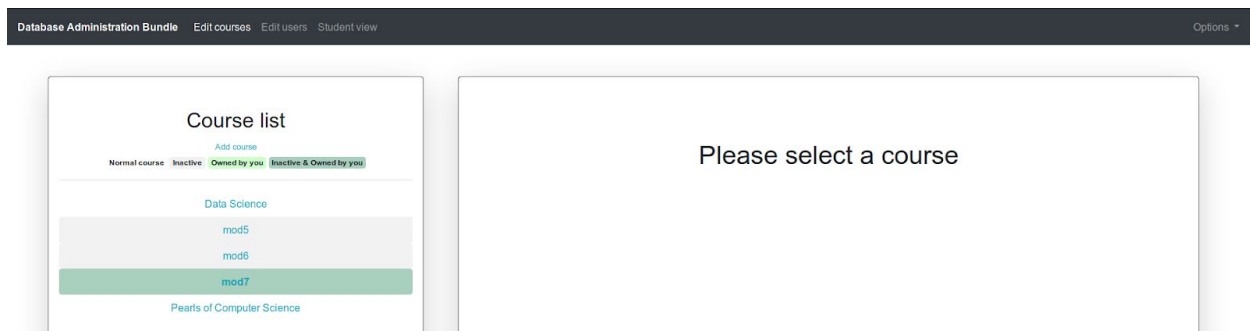 Database Administration Bundle Edit courses Edit users Student view Options
Course list
Add course
Normal course Inactive Owned by you Inactive & Owned by you
Data Science
mod5
mod6
mod7
Pearls of Computer Science
Please select a course